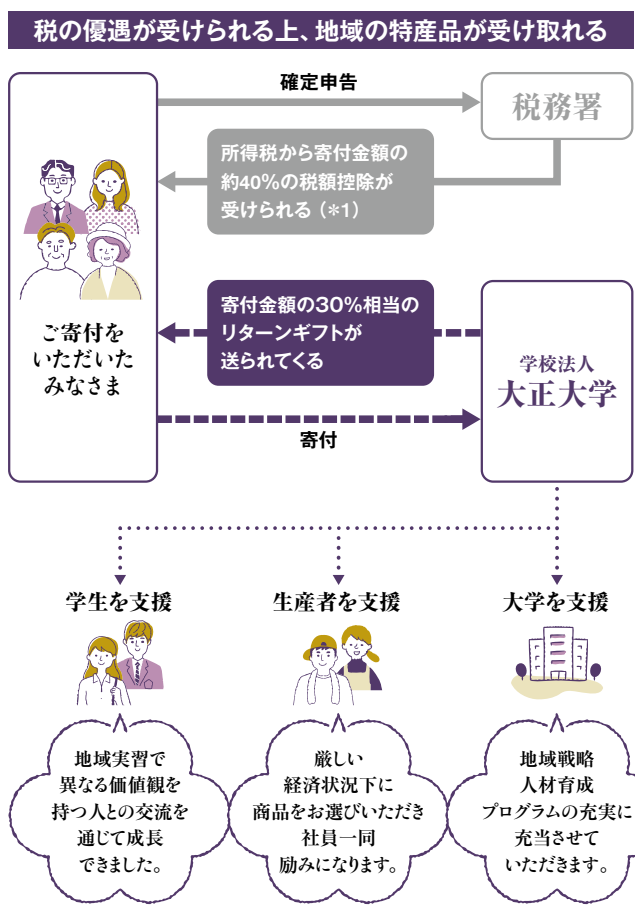 税の優遇が受けられる上、地域の特産品が受け取れる
確定申告
税務署
所得税から寄付金額の
約40%の税額控除が
受けられる（*1）
ご寄付を
いただいた
みなさま
寄付金額の30%相当の
リターンギフトが
送られてくる
学校法人
大正大学
寄付
学生を支援
生産者を支援
大学を支援
地域実習で
異なる価値観を
持つ人との交流を
通じて成長
できました。
厳しい
経済状況下に
商品をお選びいただき
社員一同
励みになります。
地域戦略
人材育成
プログラムの充実に
充当させて
いただきます。